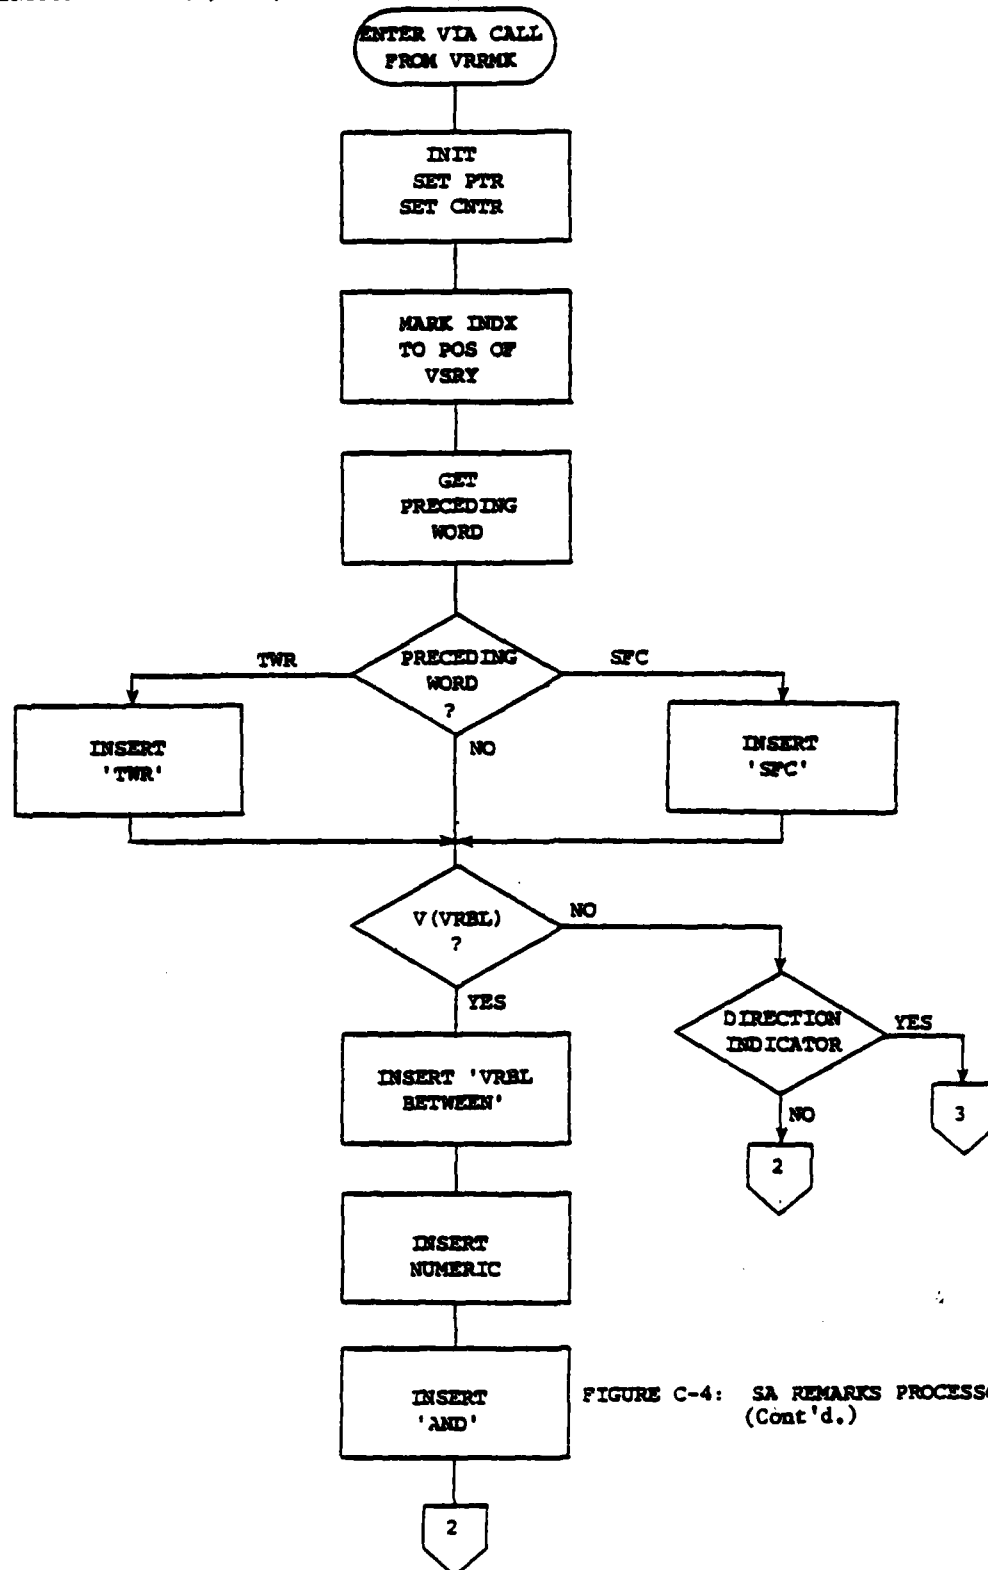 ENTER VIA CALL
FROM VRRMK
INIT
SET PTR
SET CNTR
MARK INDX
TO POS OF
VSRY
GET
PRECEDING
WORD
TWR
PRECEDING
WORD
?
SFC
NO
INSERT
'TWR'
INSERT
'SFC'
V(VRBL)
?
NO
YES
DIRECTION
INDICATOR
YES
NO
3
2
INSERT 'VRBL
BETWEEN'
INSERT
NUMERIC
INSERT
'AND'
FIGURE C-4: SA REMARKS
(Cont'd.)
2